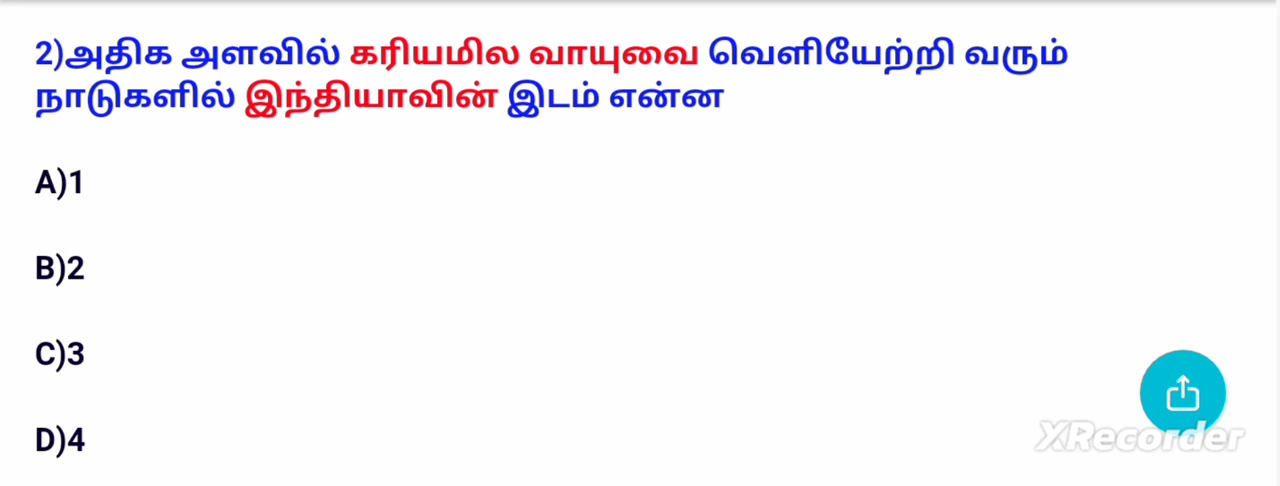 2)அதிக அளவில் கரியமில வாயுவை வெளியேற்றி வரும்
நாடுகளில் இந்தியாவின் இடம் என்ன
A)1
B)2
C)3
D)4
XRecorder